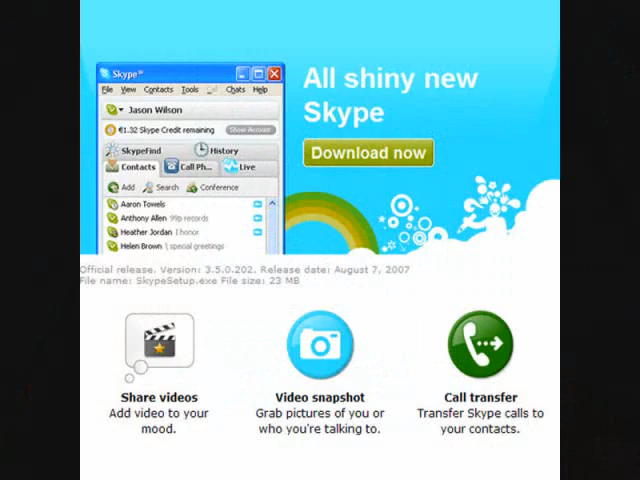 Skype™
File View Contacts Tools Call Chats Help
Jason Wilson
€1.32 Skype Credit remaining Show Account
SkypeFind History
Contacts Call Ph... Live
Add Search Conference
Aaron Towels
Anthony Allen 99p records
Heather Jordan I honor
Helen Brown \ special greetings
All shiny new
Skype
Download now
Official release. Version: 3.5.0.202. Release date: August 7, 2007
File name: SkypeSetup.exe File size: 23 MB
Share videos
Add video to your
mood.
Video snapshot
Grab pictures of you or
who you're talking to.
Call transfer
Transfer Skype calls to
your contacts.